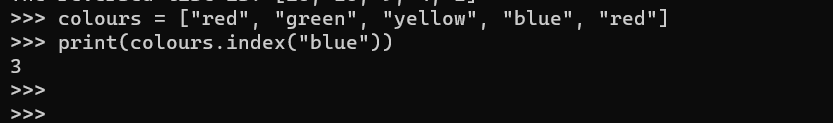 >>> colours = ["red", "green", "yellow", "blue", "red"]
>>> print(colours.index("blue"))
3
>>>
>>>